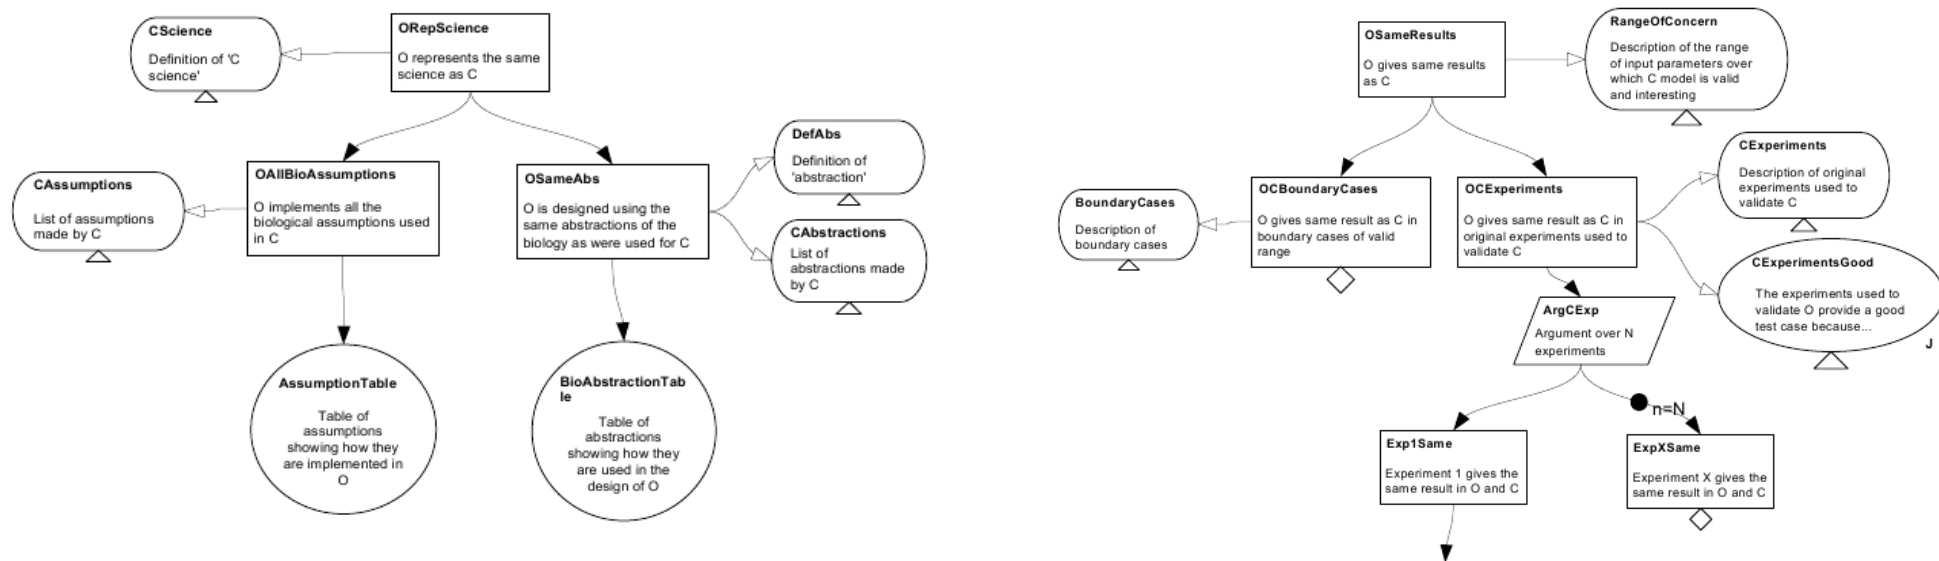 CScience
Definition of 'C
science'
ORepScience
O represents the same
science as C
CAssumptions
List of assumptions
made by C
OAllBioAssumptions
O implements all the
biological assumptions used
in C
OSameAbs
O is designed using the
same abstractions of the
biology as were used for C
DefAbs
Definition of
'abstraction'
CAbstractions
List of
abstractions made
by C
AssumptionTable
Table of
assumptions
showing how they
are implemented in
O
BioAbstractionTab
le
Table of
abstractions
showing how they
are used in the
design of O
OSameResults
O gives same results
as C
RangeOfConcern
Description of the range
of input parameters over
which C model is valid
and interesting
BoundaryCases
Description of
boundary cases
OCBoundaryCases
O gives same result as C in
boundary cases of valid
range
OCExperiments
O gives same result as C in
original experiments used to
validate C
CExperiments
Description of original
experiments used to
validate C
CExperimentsGood
The experiments used to
validate O provide a good
test case because...
J
ArgCExp
Argument over N
experiments
n=N
Exp1Same
Experiment 1 gives the
same result in O and C
ExpXSame
Experiment X gives the
same result in O and C